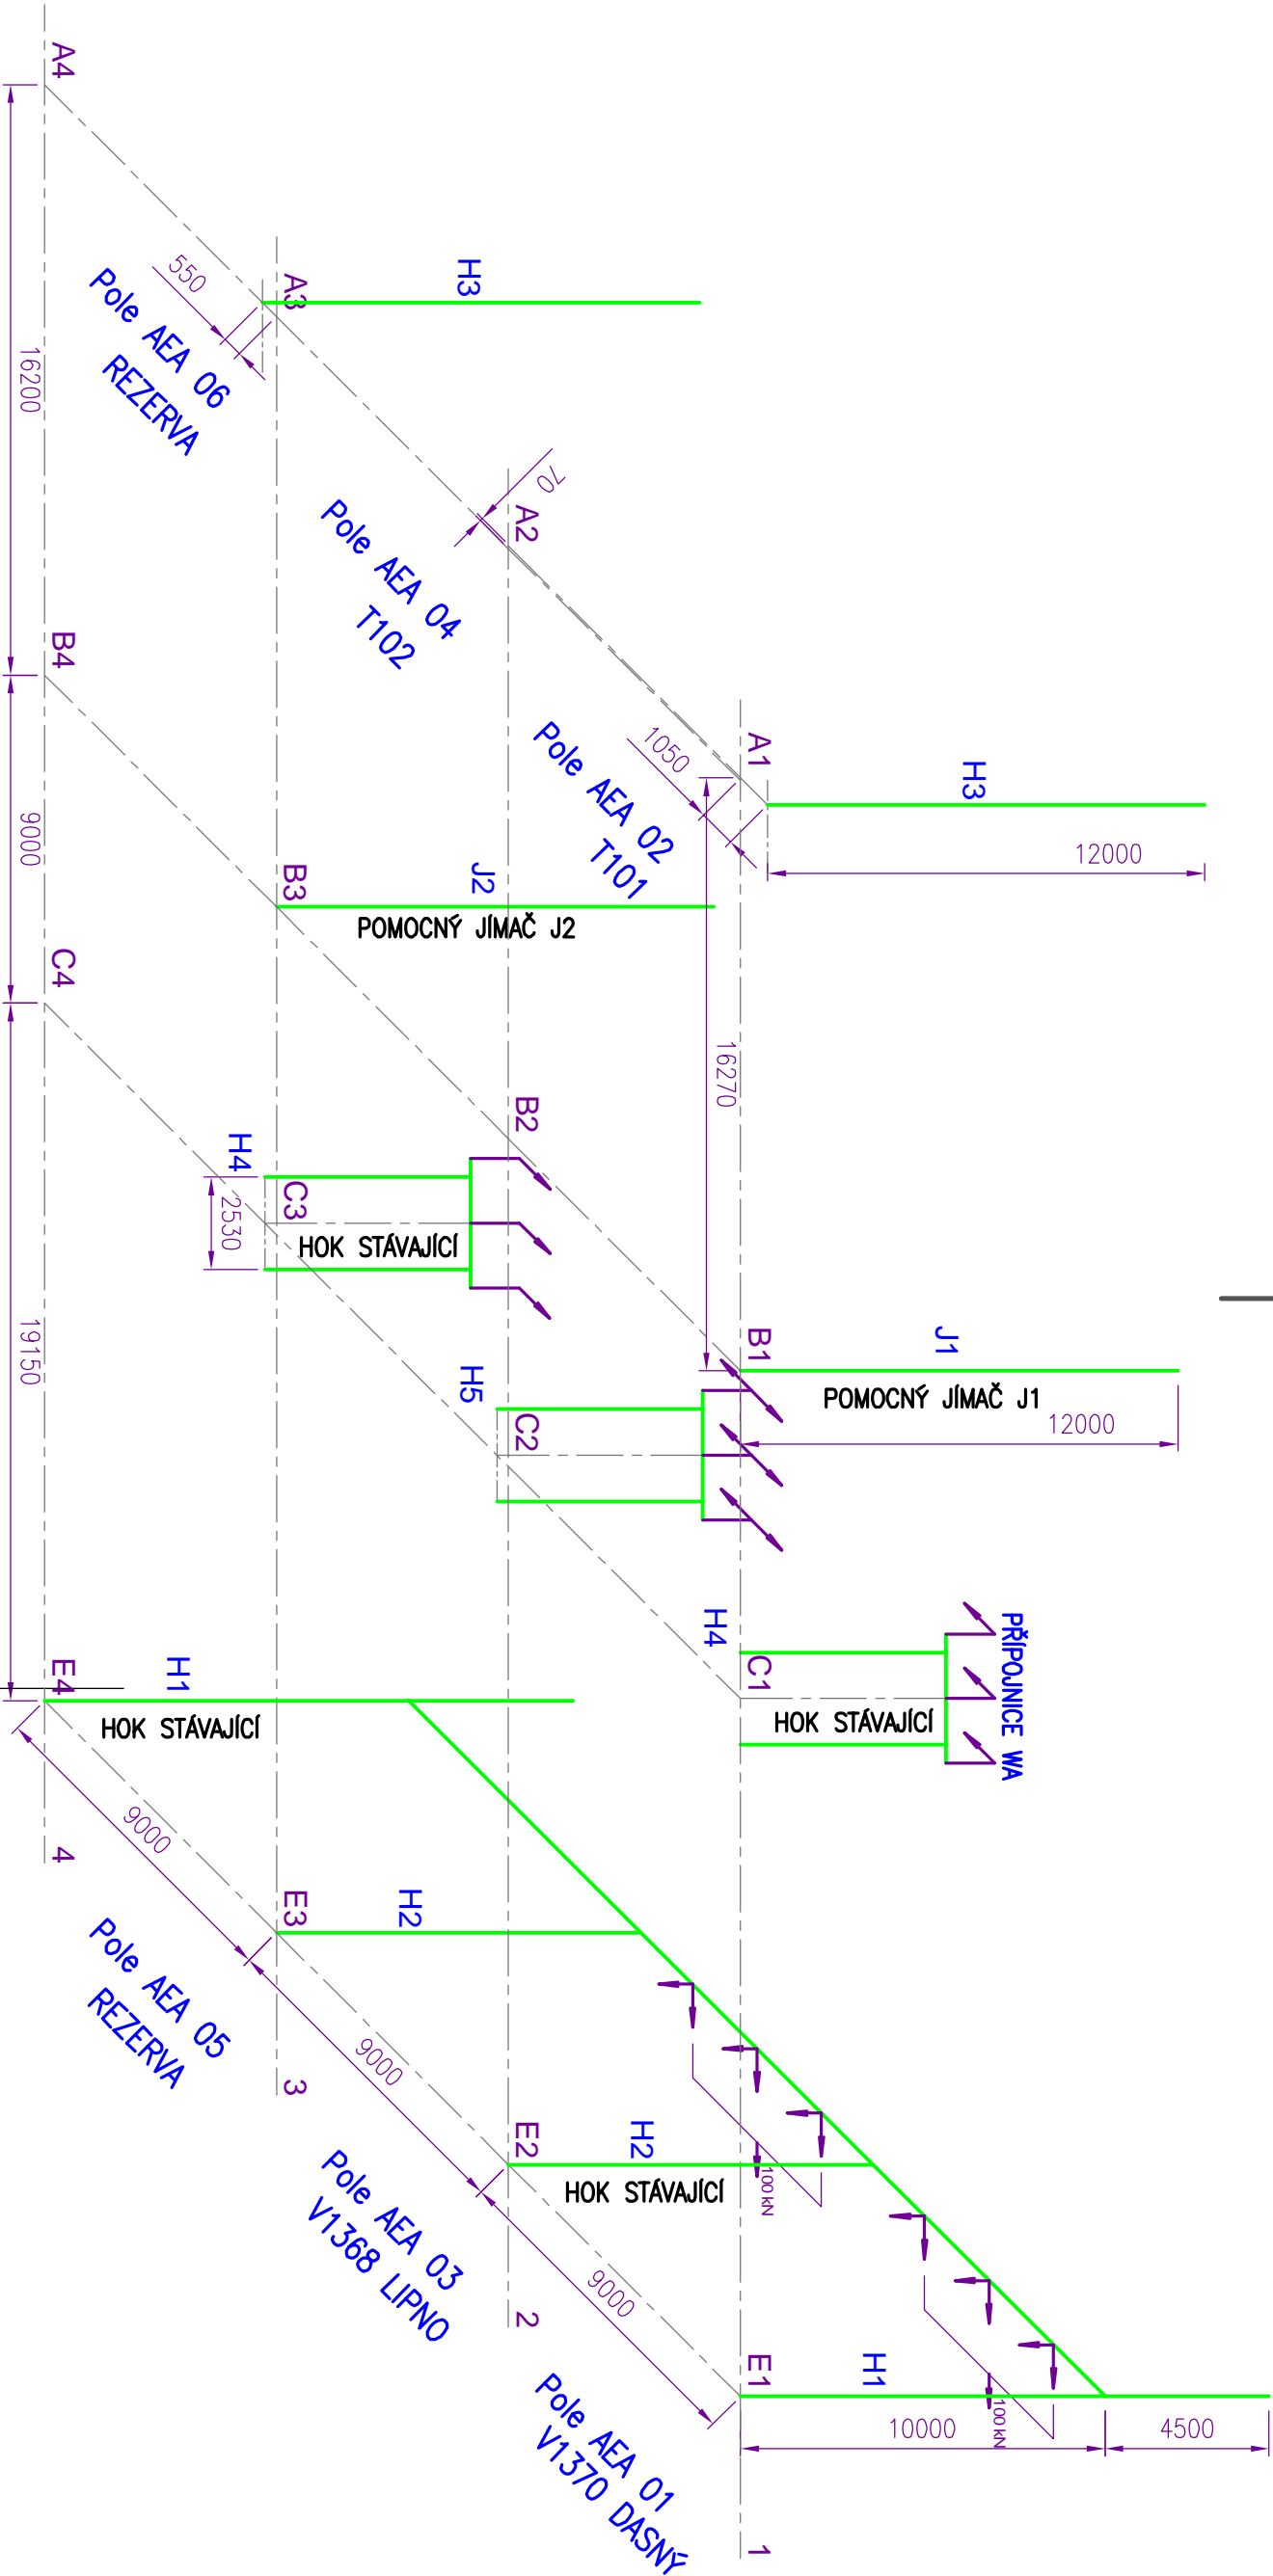 A4
B4
C4
E4
4
16200
9000
19150
A3
B3
C3
E3
3
A2
B2
C2
E2
2
A1
B1
C1
E1
1
H3
H3
12000
550
Pole AEA 06
REZERVA
70
Pole AEA 04
T102
1050
Pole AEA 02
T101
16270
J2
POMOCNÝ JÍMAČ J2
J1
POMOCNÝ JÍMAČ J1
12000
H4
2530
HOK STÁVAJÍCÍ
H5
H4
HOK STÁVAJÍCÍ
PŘÍPOJNICE WA
H1
HOK STÁVAJÍCÍ
H2
H2
HOK STÁVAJÍCÍ
H1
100 kN
100 kN
10000
4500
9000
9000
9000
Pole AEA 05
REZERVA
Pole AEA 03
V1368 LIPNO
Pole AEA 01
V1370 DASNÝ